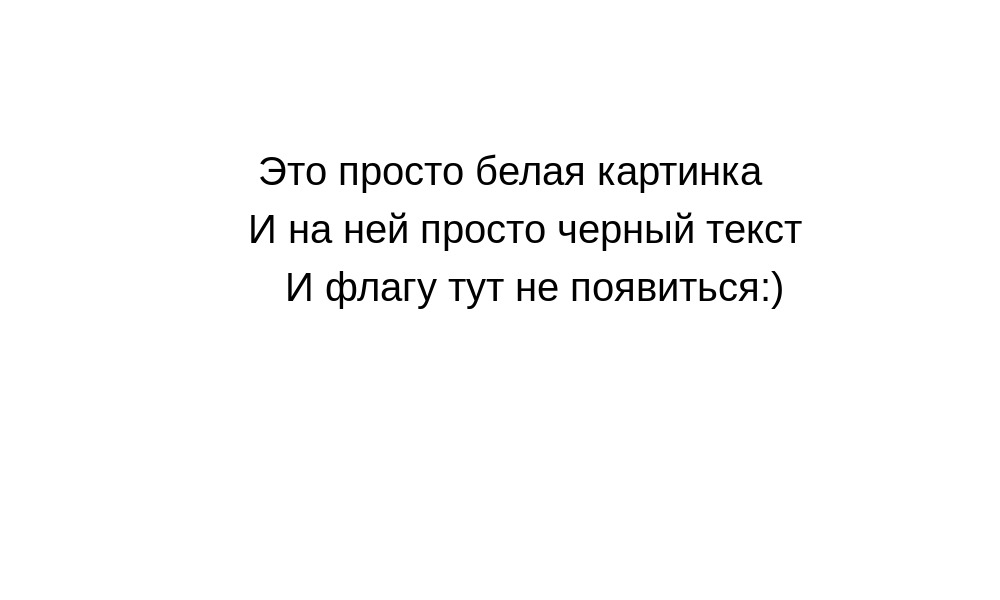 Это просто белая картинка
И на ней просто черный текст
И флагу тут не появиться:)